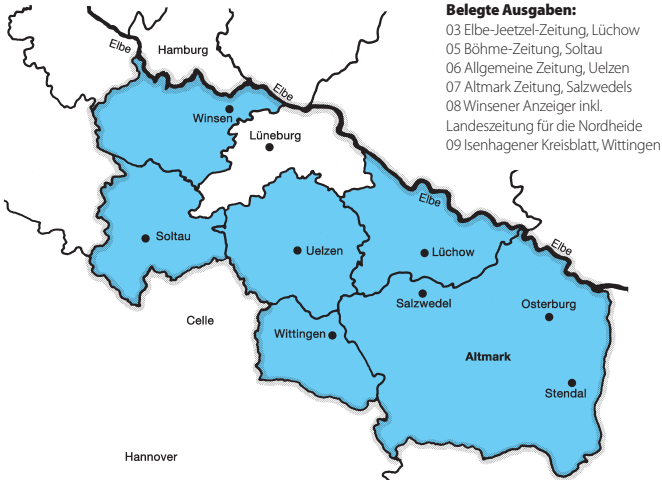 Belegte Ausgaben:
03 Elbe-Jeetzel-Zeitung, Lüchow
05 Böhme-Zeitung, Soltau
06 Allgemeine Zeitung, Uelzen
07 Altmark Zeitung, Salzwedels
08 Winsener Anzeiger inkl.
Landeszeitung für die Nordheide
09 Isenhagener Kreisblatt, Wittingen
Elbe
Hamburg
Elbe
Winsen
Lüneburg
Elbe
Soltau
Uelzen
Lüchow
Elbe
Salzwedel
Osterburg
Celle
Wittingen
Altmark
Stendal
Hannover